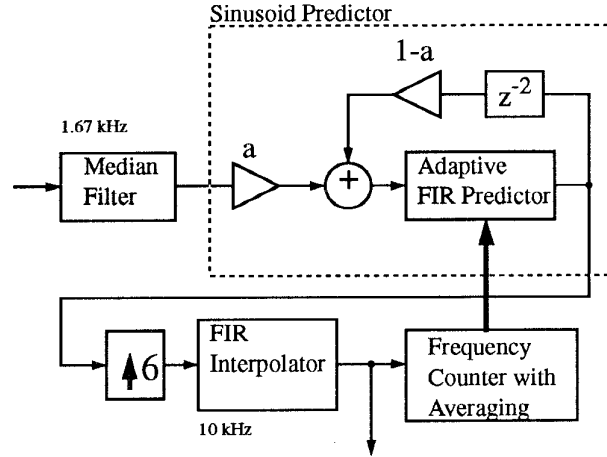 Sinusoid Predictor
1-a
z⁻²
1.67 kHz
a
Median
Filter
+
Adaptive
FIR Predictor
6
FIR
Interpolator
10 kHz
Frequency
Counter with
Averaging